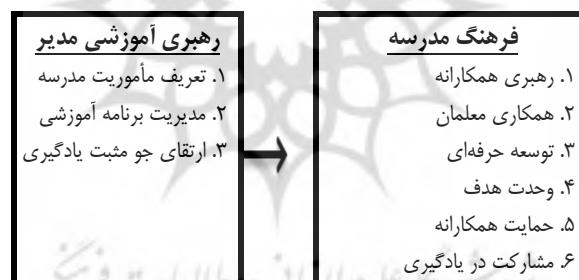 رهبری آموزشی مدیر
۱. تعریف مأموریت مدرسه
۲. مدیریت برنامه آموزشی
۳. ارتقای جو مثبت یادگیری
فرهنگ مدرسه
۱. رهبری همکارانه
۲. همکاری معلمان
۳. توسعه حرفه‌ای
۴. وحدت هدف
۵. حمایت همکارانه
۶. مشارکت در یادگیری